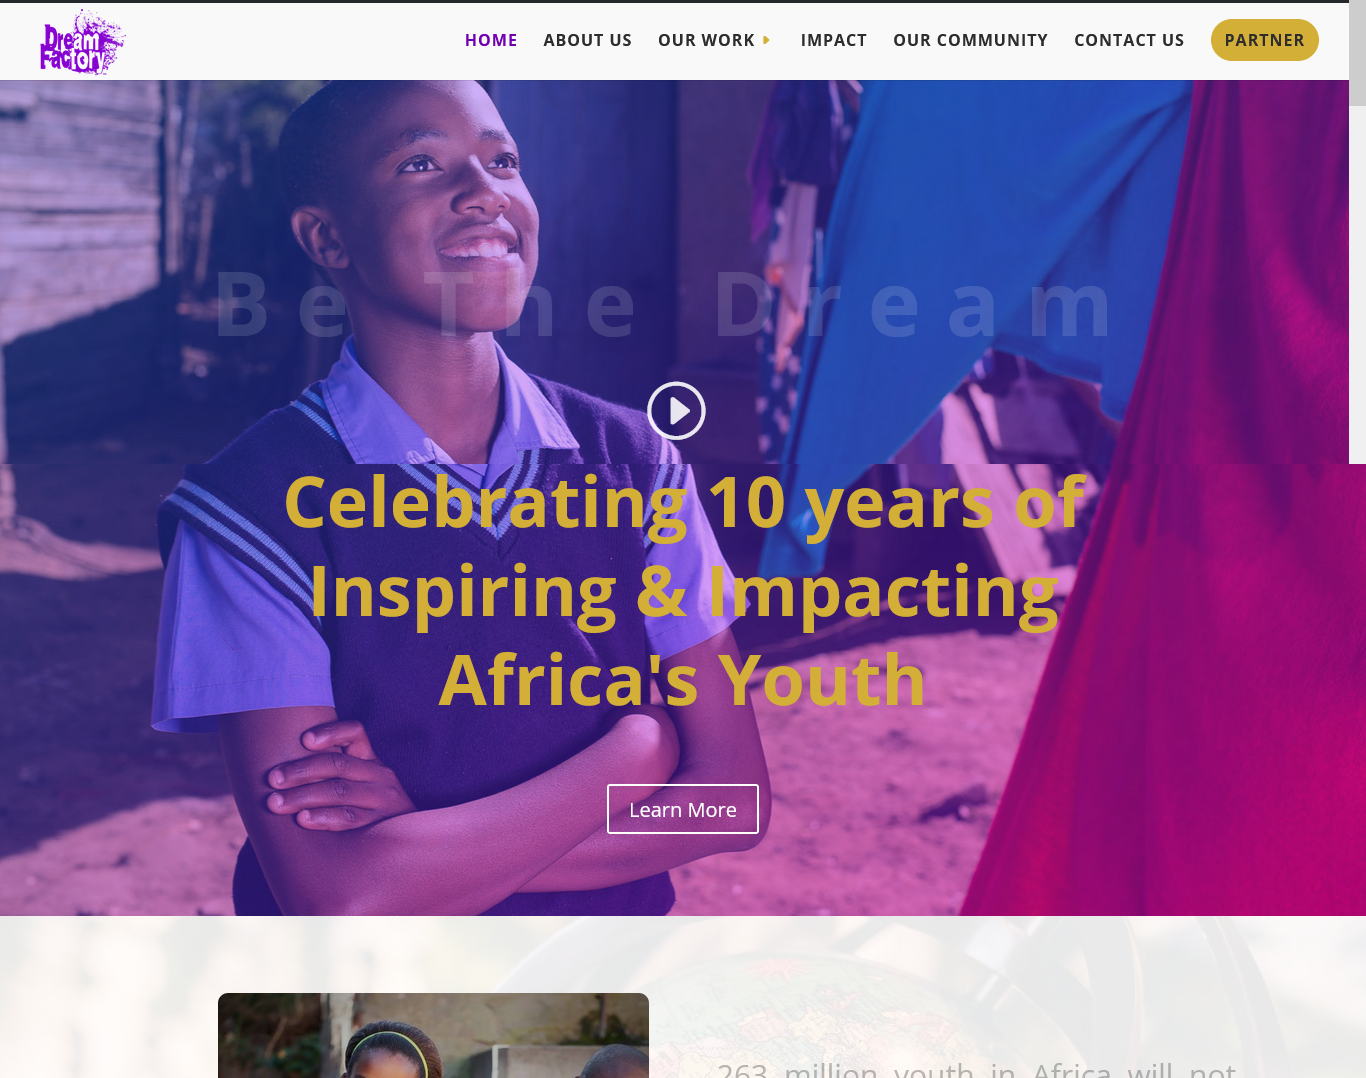 Dream
Factory
HOME ABOUT US OUR WORK IMPACT OUR COMMUNITY CONTACT US PARTNER
Be The Dream
Celebrating 10 years of
Inspiring & Impacting
Africa's Youth
Learn More
263 million youth in Africa will not